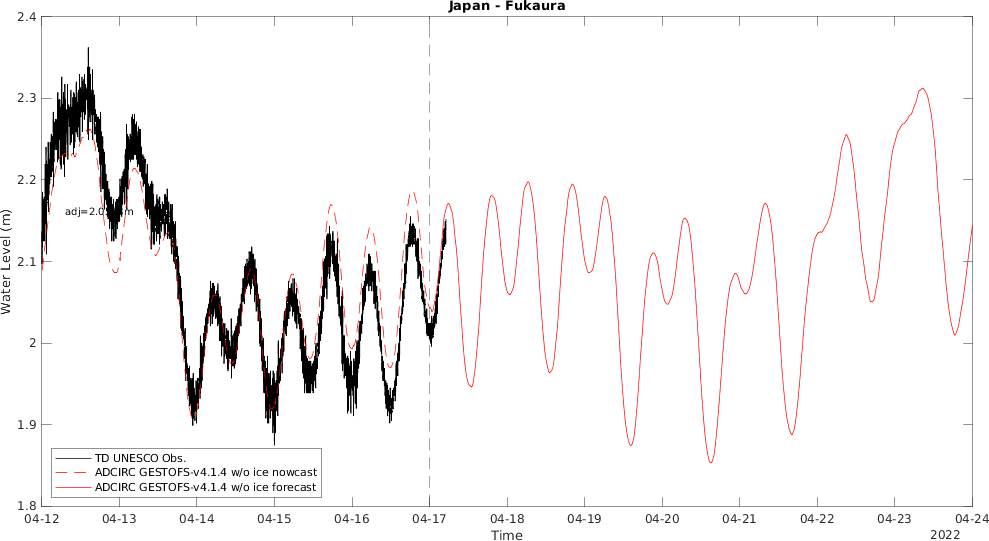 Japan - Fukaura
2.4
2.3
2.2
2.1
2
1.9
1.8
Water Level (m)
TD UNESCO Obs.
ADCIRC GESTOFS-v4.1.4 w/o ice nowcast
ADCIRC GESTOFS-v4.1.4 w/o ice forecast
04-12 04-13 04-14 04-15 04-16 04-17 04-18 04-19 04-20 04-21 04-22 04-23 04-24
Time
2022